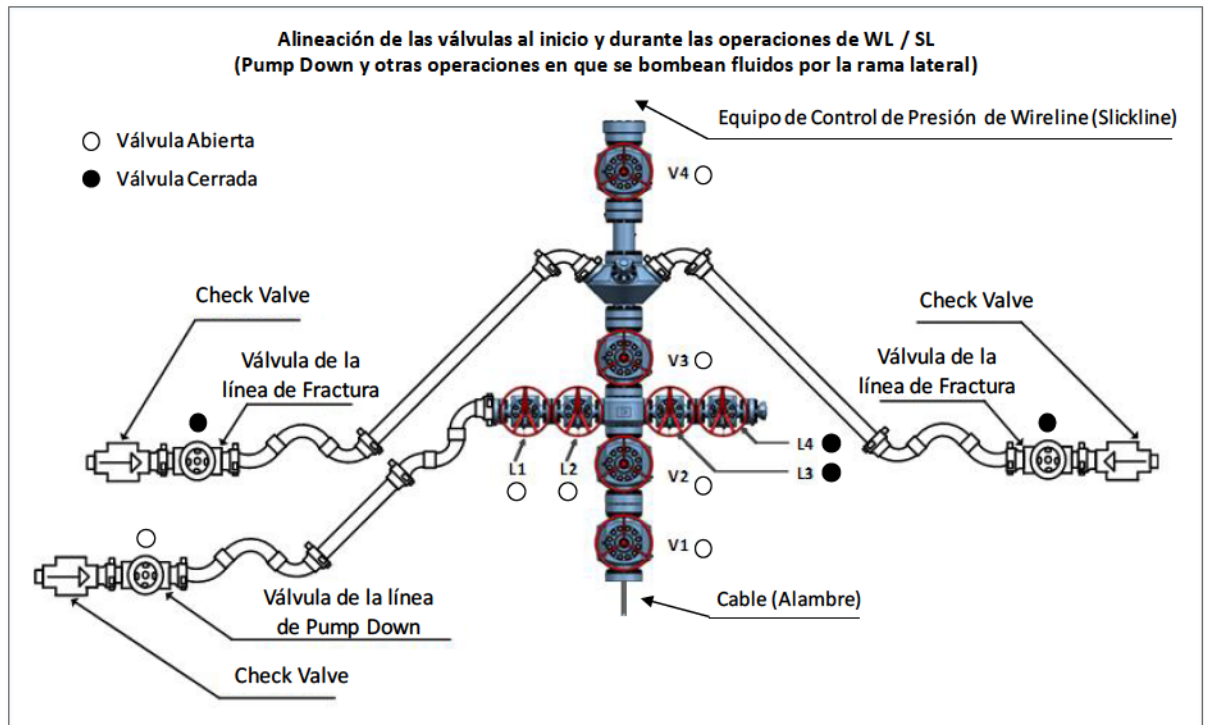 Alineación de las válvulas al inicio y durante las operaciones de WL / SL
(Pump Down y otras operaciones en que se bombean fluidos por la rama lateral)
Equipo de Control de Presión de Wireline (Slickline)
Válvula Abierta
Válvula Cerrada
V4
Check Valve
Válvula de la
línea de Fractura
V3
Check Valve
Válvula de la
línea de Fractura
L1
L2
L4
L3
V2
V1
Válvula de la línea
de Pump Down
Cable (Alambre)
Check Valve